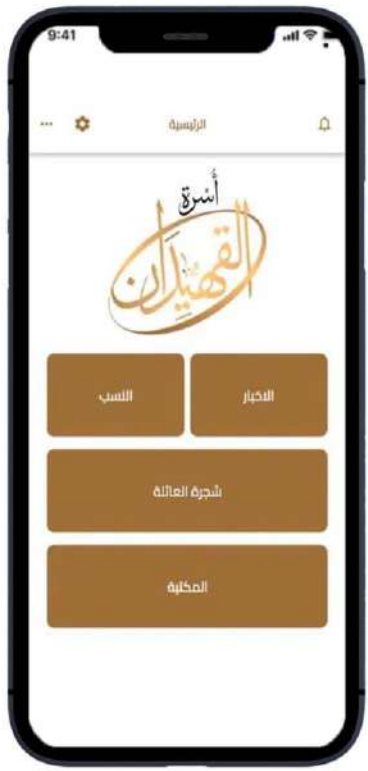 9:41
الرئيسية
أسرة
القهيدان
الاخبار
النسب
شجرة العائلة
المكتبة